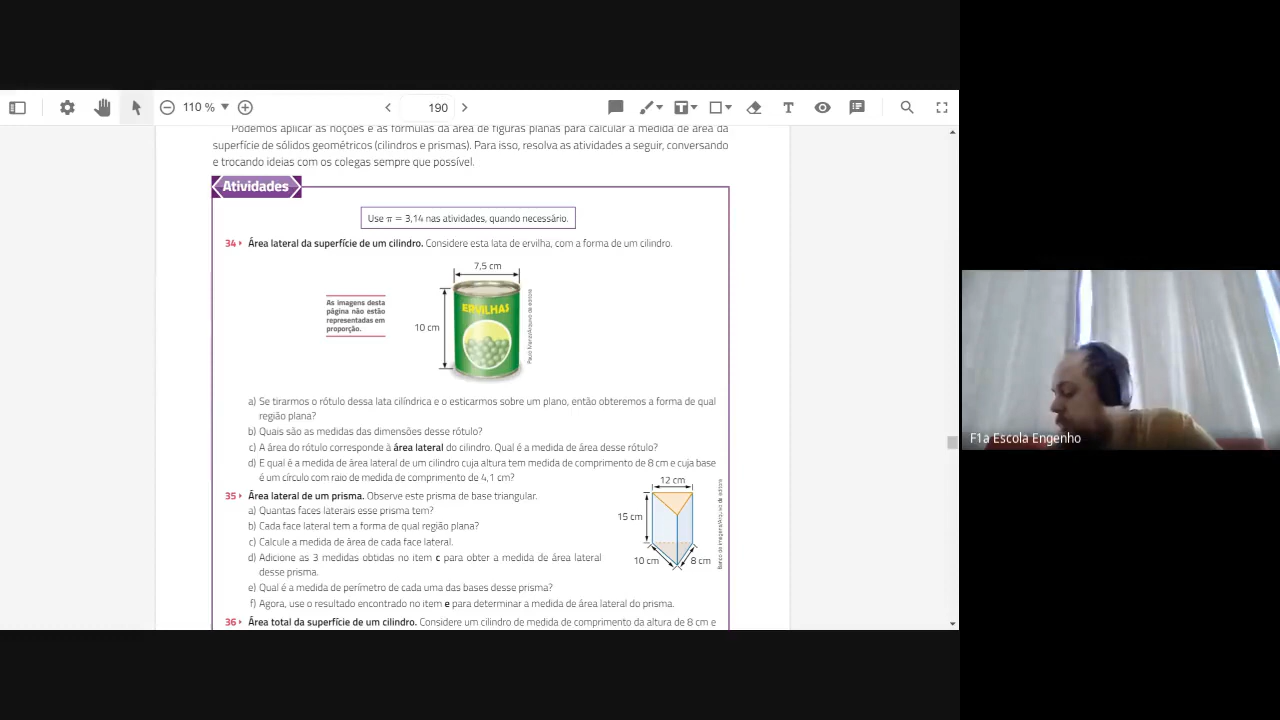 110 %
190
Podemos aplicar as noções e as fórmulas da área de figuras planas para calcular a medida de área da
superfície de sólidos geométricos (cilindros e prismas). Para isso, resolva as atividades a seguir, conversando
e trocando ideias com os colegas sempre que possível.
Atividades
Use π = 3,14 nas atividades, quando necessário.
34 Área lateral da superfície de um cilindro. Considere esta lata de ervilha, com a forma de um cilindro.
7,5 cm
As imagens desta
página não estão
representadas em
proporção.
10 cm
ERVILHAS
Paulo Manzi/Arquivo da editora
a) Se tirarmos o rótulo dessa lata cilíndrica e o esticarmos sobre um plano, então obteremos a forma de qual
região plana?
b) Quais são as medidas das dimensões desse rótulo?
c) A área do rótulo corresponde à área lateral do cilindro. Qual é a medida de área desse rótulo?
d) E qual é a medida de área lateral de um cilindro cuja altura tem medida de comprimento de 8 cm e cuja base
é um círculo com raio de medida de comprimento de 4,1 cm?
35 Área lateral de um prisma. Observe este prisma de base triangular.
a) Quantas faces laterais esse prisma tem?
b) Cada face lateral tem a forma de qual região plana?
c) Calcule a medida de área de cada face lateral.
d) Adicione as 3 medidas obtidas no item c para obter a medida de área lateral
desse prisma.
e) Qual é a medida de perímetro de cada uma das bases desse prisma?
f) Agora, use o resultado encontrado no item e para determinar a medida de área lateral do prisma.
12 cm
15 cm
10 cm
8 cm
Banco de imagens/Arquivo da editora
36 Área total da superfície de um cilindro. Considere um cilindro de medida de comprimento da altura de 8 cm e
F1a Escola Engenho